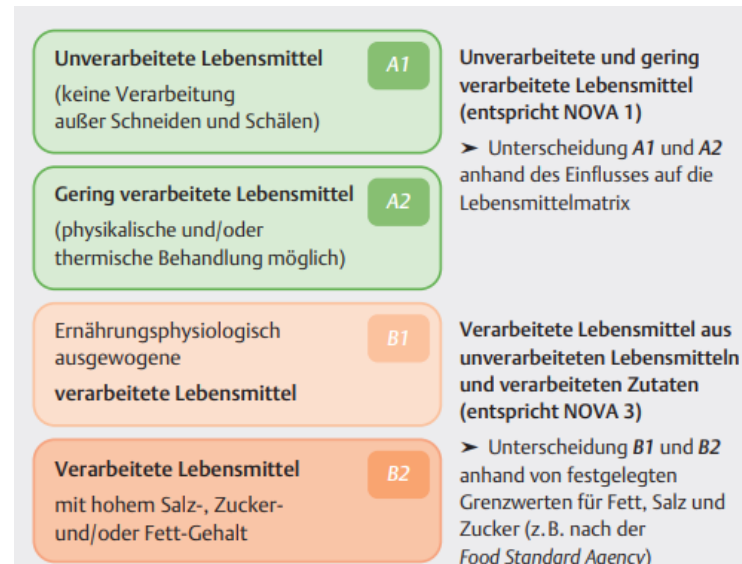 Unverarbeitete Lebensmittel
A1
(keine Verarbeitung
außer Schneiden und Schälen)
Unverarbeitete und gering
verarbeitete Lebensmittel
(entspricht NOVA 1)
➤ Unterscheidung A1 und A2
anhand des Einflusses auf die
Lebensmittelmatrix
Gering verarbeitete Lebensmittel
A2
(physikalische und/oder
thermische Behandlung möglich)
Ernährungsphysiologisch
ausgewogene
verarbeitete Lebensmittel
B1
Verarbeitete Lebensmittel aus
unverarbeiteten Lebensmitteln
und verarbeiteten Zutaten
(entspricht NOVA 3)
➤ Unterscheidung B1 und B2
anhand von festgelegten
Grenzwerten für Fett, Salz und
Zucker (z. B. nach der
Food Standard Agency)
Verarbeitete Lebensmittel
B2
mit hohem Salz-, Zucker-
und/oder Fett-Gehalt